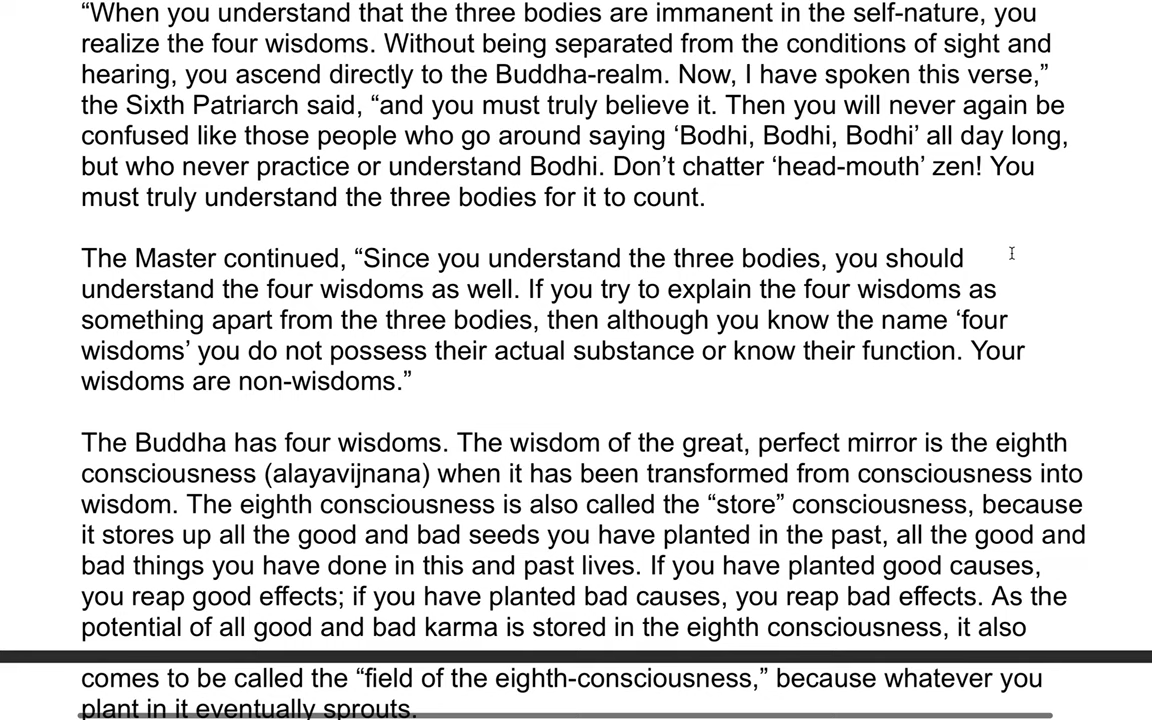 “When you understand that the three bodies are immanent in the self-nature, you
realize the four wisdoms. Without being separated from the conditions of sight and
hearing, you ascend directly to the Buddha-realm. Now, I have spoken this verse,”
the Sixth Patriarch said, “and you must truly believe it. Then you will never again be
confused like those people who go around saying ‘Bodhi, Bodhi, Bodhi’ all day long,
but who never practice or understand Bodhi. Don’t chatter ‘head-mouth’ zen! You
must truly understand the three bodies for it to count.
The Master continued, “Since you understand the three bodies, you should
understand the four wisdoms as well. If you try to explain the four wisdoms as
something apart from the three bodies, then although you know the name ‘four
wisdoms’ you do not possess their actual substance or know their function. Your
wisdoms are non-wisdoms.”
The Buddha has four wisdoms. The wisdom of the great, perfect mirror is the eighth
consciousness (alayavijnana) when it has been transformed from consciousness into
wisdom. The eighth consciousness is also called the “store” consciousness, because
it stores up all the good and bad seeds you have planted in the past, all the good and
bad things you have done in this and past lives. If you have planted good causes,
you reap good effects; if you have planted bad causes, you reap bad effects. As the
potential of all good and bad karma is stored in the eighth consciousness, it also
comes to be called the “field of the eighth-consciousness,” because whatever you
plant in it eventually sprouts.